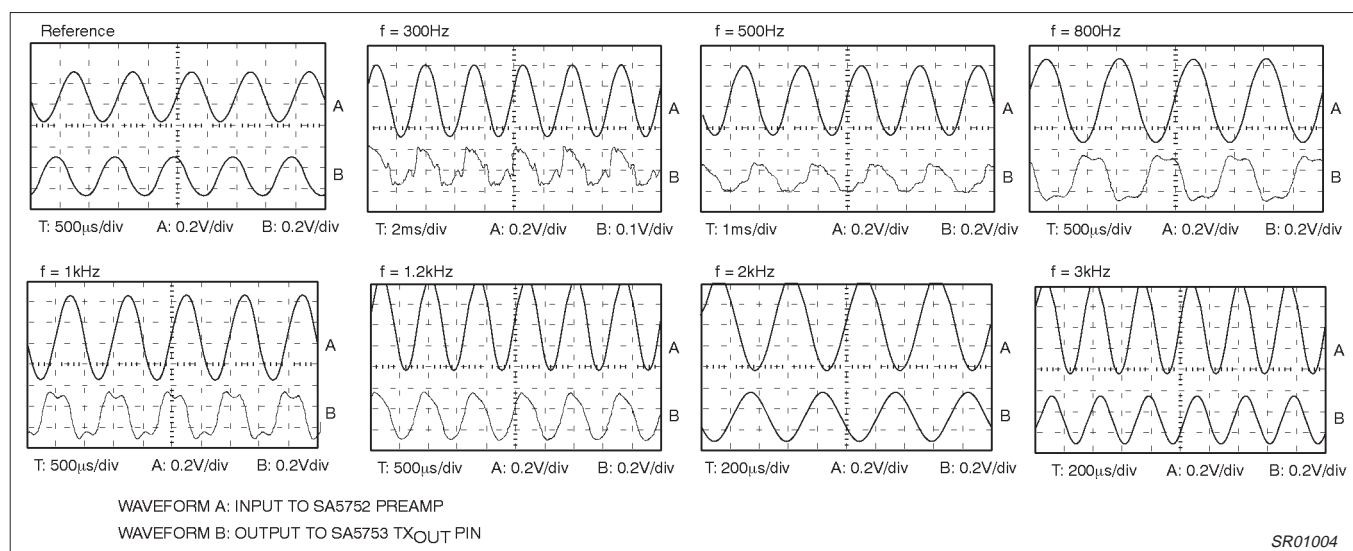 Reference
A
B
T: 500μs/div A: 0.2V/div B: 0.2V/div
f = 300Hz
A
B
T: 2ms/div A: 0.2V/div B: 0.1V/div
f = 500Hz
A
B
T: 1ms/div A: 0.2V/div B: 0.2V/div
f = 800Hz
A
B
T: 500μs/div A: 0.2V/div B: 0.2V/div
f = 1kHz
A
B
T: 500μs/div A: 0.2V/div B: 0.2Vdiv
f = 1.2kHz
A
B
T: 500μs/div A: 0.2V/div B: 0.2V/div
f = 2kHz
A
B
T: 200μs/div A: 0.2V/div B: 0.2V/div
f = 3kHz
A
B
T: 200μs/div A: 0.2V/div B: 0.2V/div
WAVEFORM A: INPUT TO SA5752 PREAMP
WAVEFORM B: OUTPUT TO SA5753 TXOUT PIN
SR01004